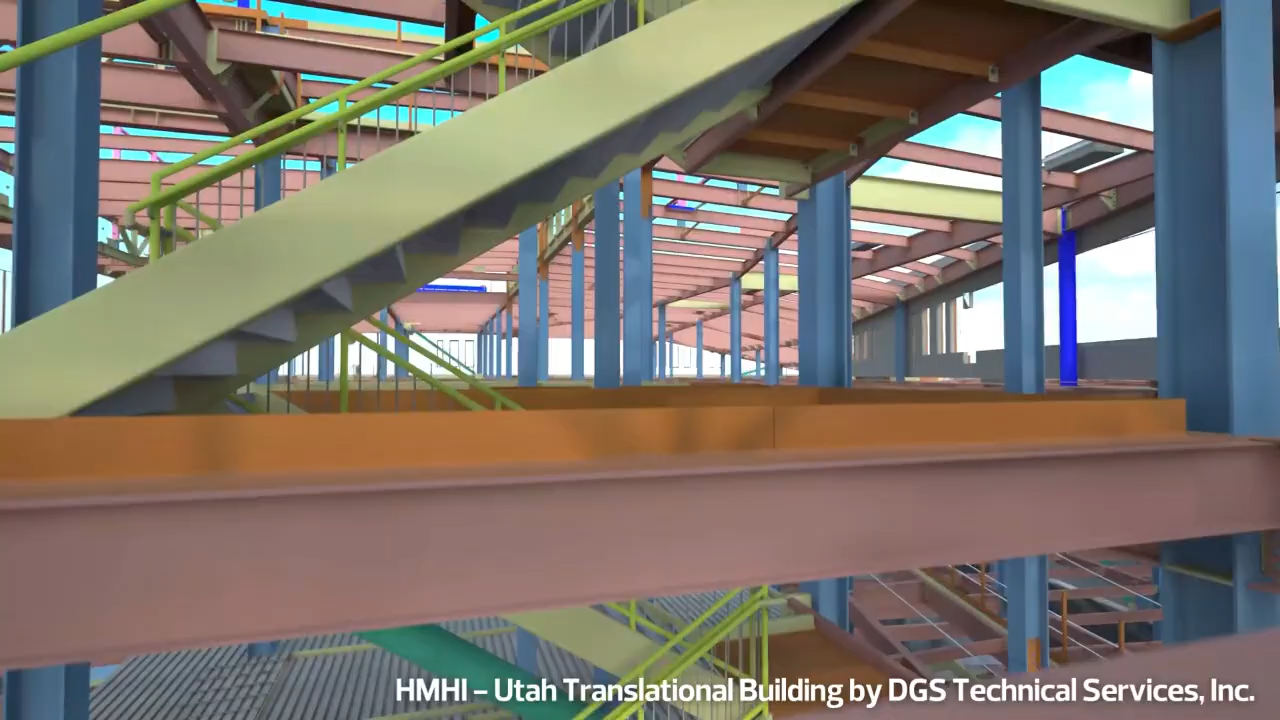 HMHI – Utah Translational Building by DGS Technical Services, Inc.